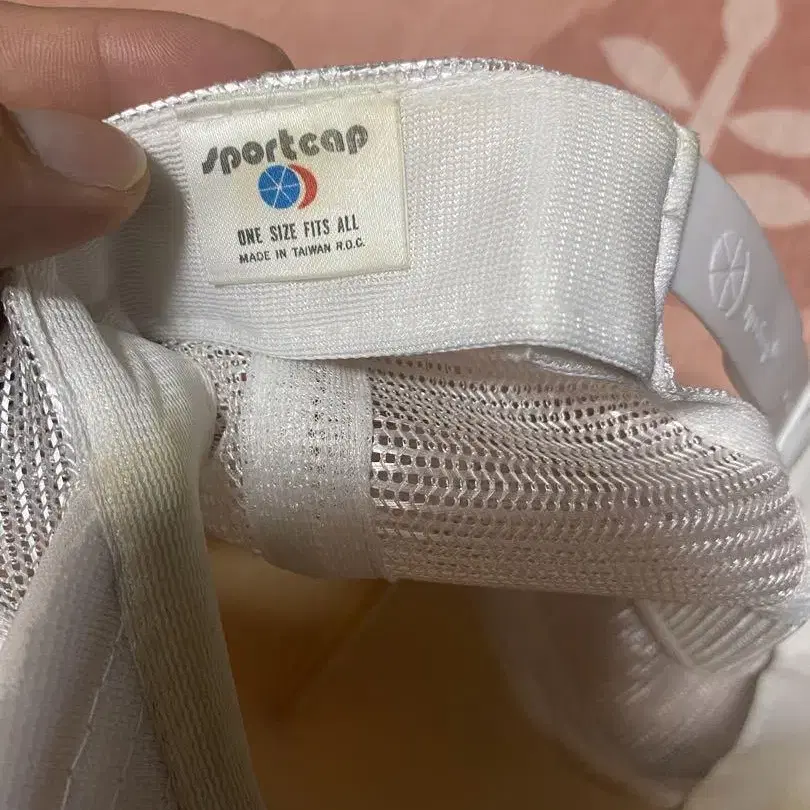 sportcap
ONE SIZE FITS ALL
MADE IN TAIWAN R.O.C.